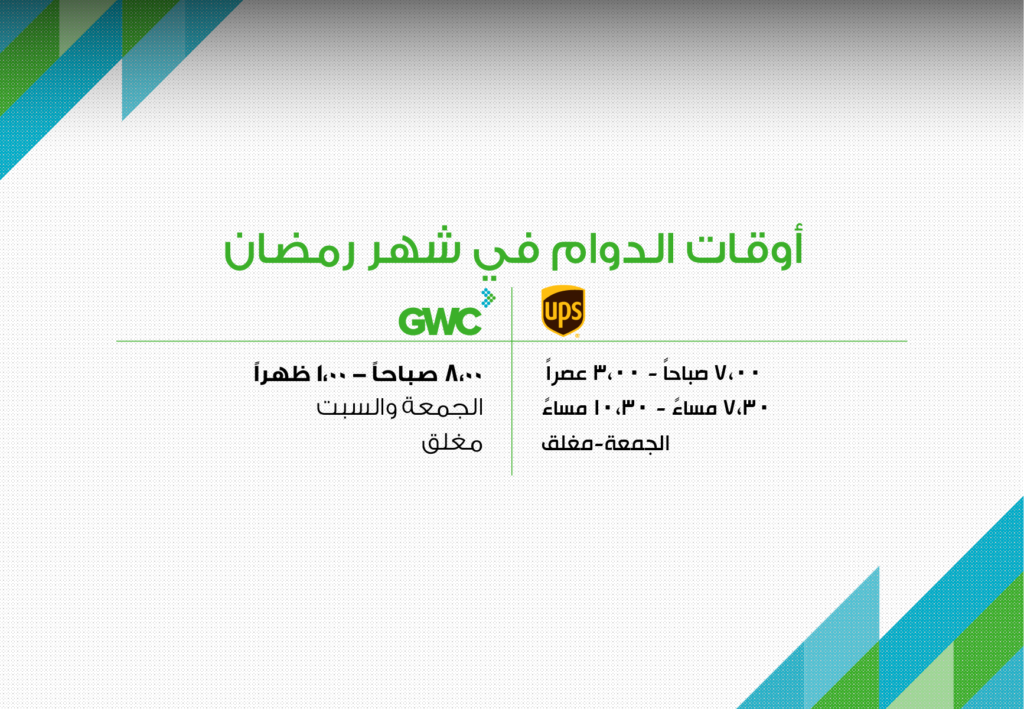 أوقات الدوام في شهر رمضان
ups
٧،٠٠ صباحاً - ٣،٠٠ عصراً
٧،٣٠ مساءً - ١٠،٣٠ مساءً
الجمعة-مغلق
GWC
٨،٠٠ صباحاً – ١،٠٠ ظهراً
الجمعة والسبت
مغلق